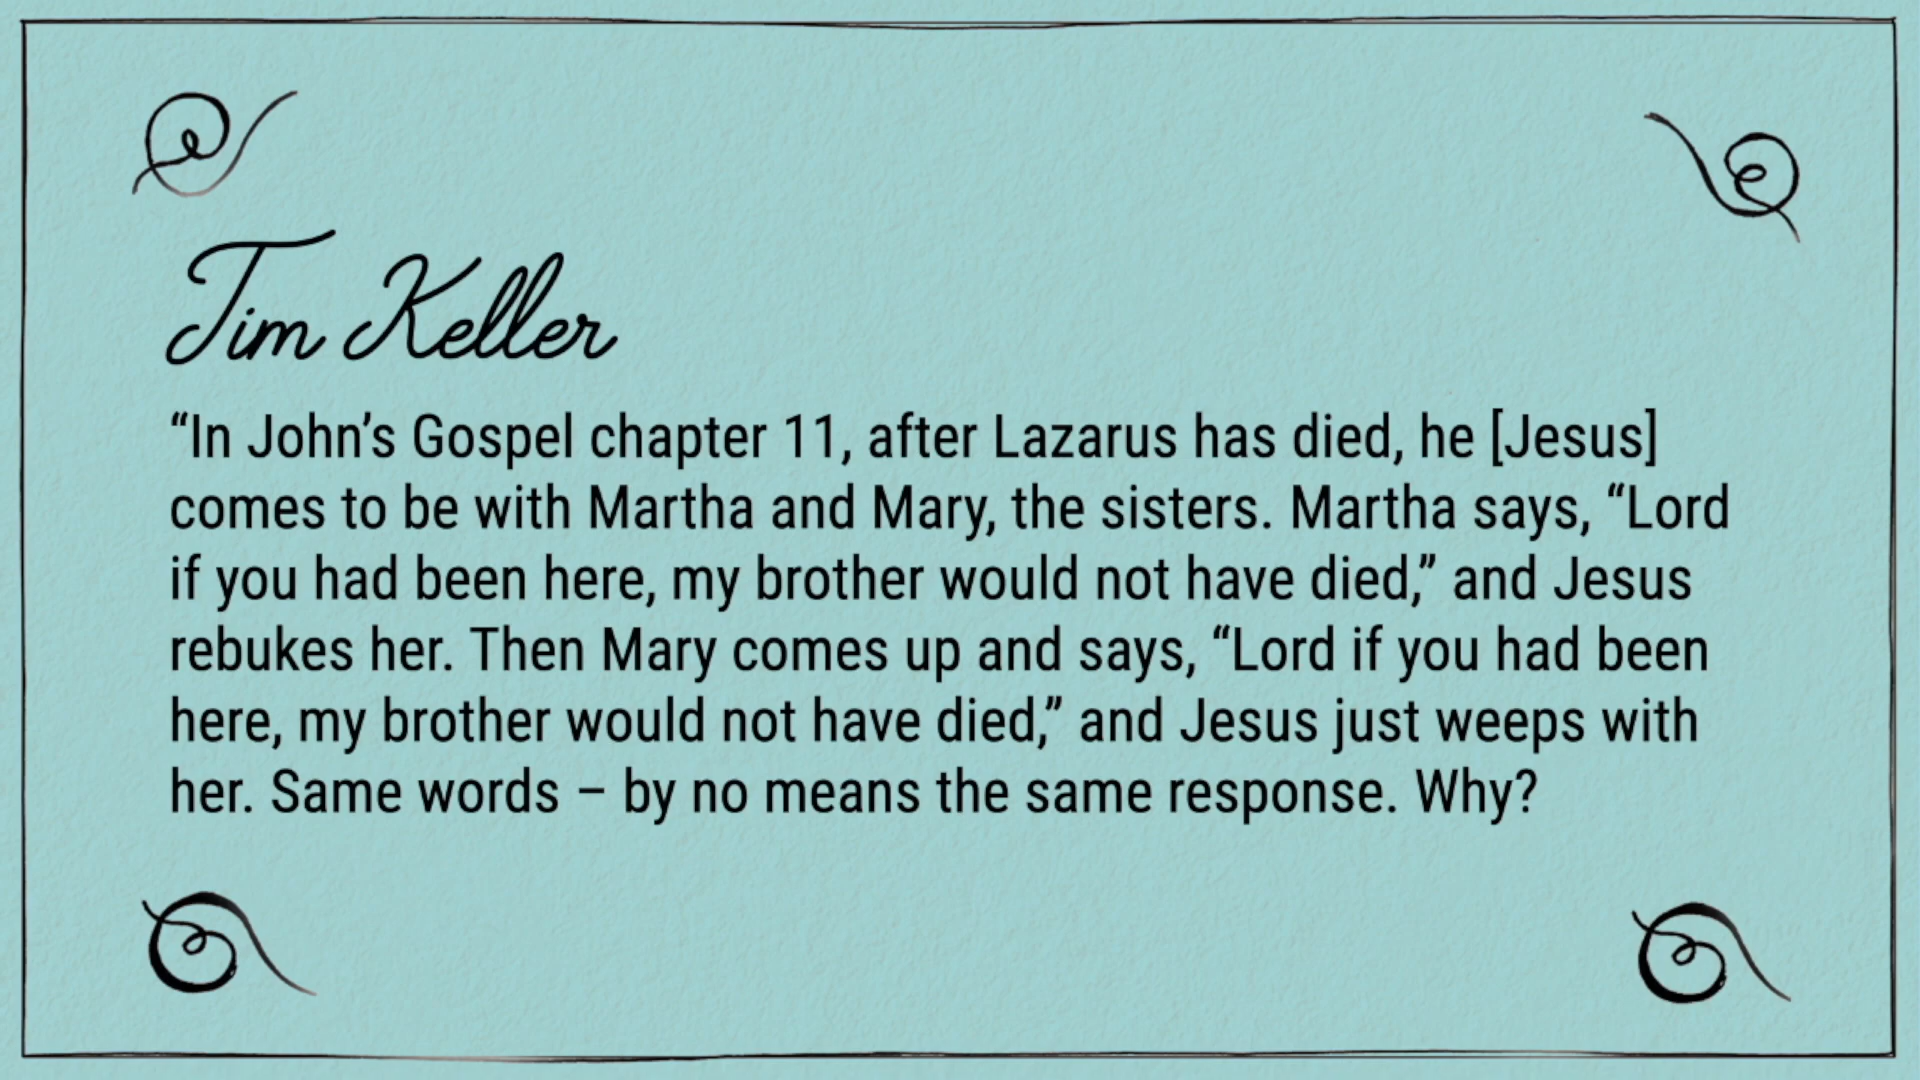 Tim Keller
“In John’s Gospel chapter 11, after Lazarus has died, he [Jesus]
comes to be with Martha and Mary, the sisters. Martha says, “Lord
if you had been here, my brother would not have died,” and Jesus
rebukes her. Then Mary comes up and says, “Lord if you had been
here, my brother would not have died,” and Jesus just weeps with
her. Same words – by no means the same response. Why?